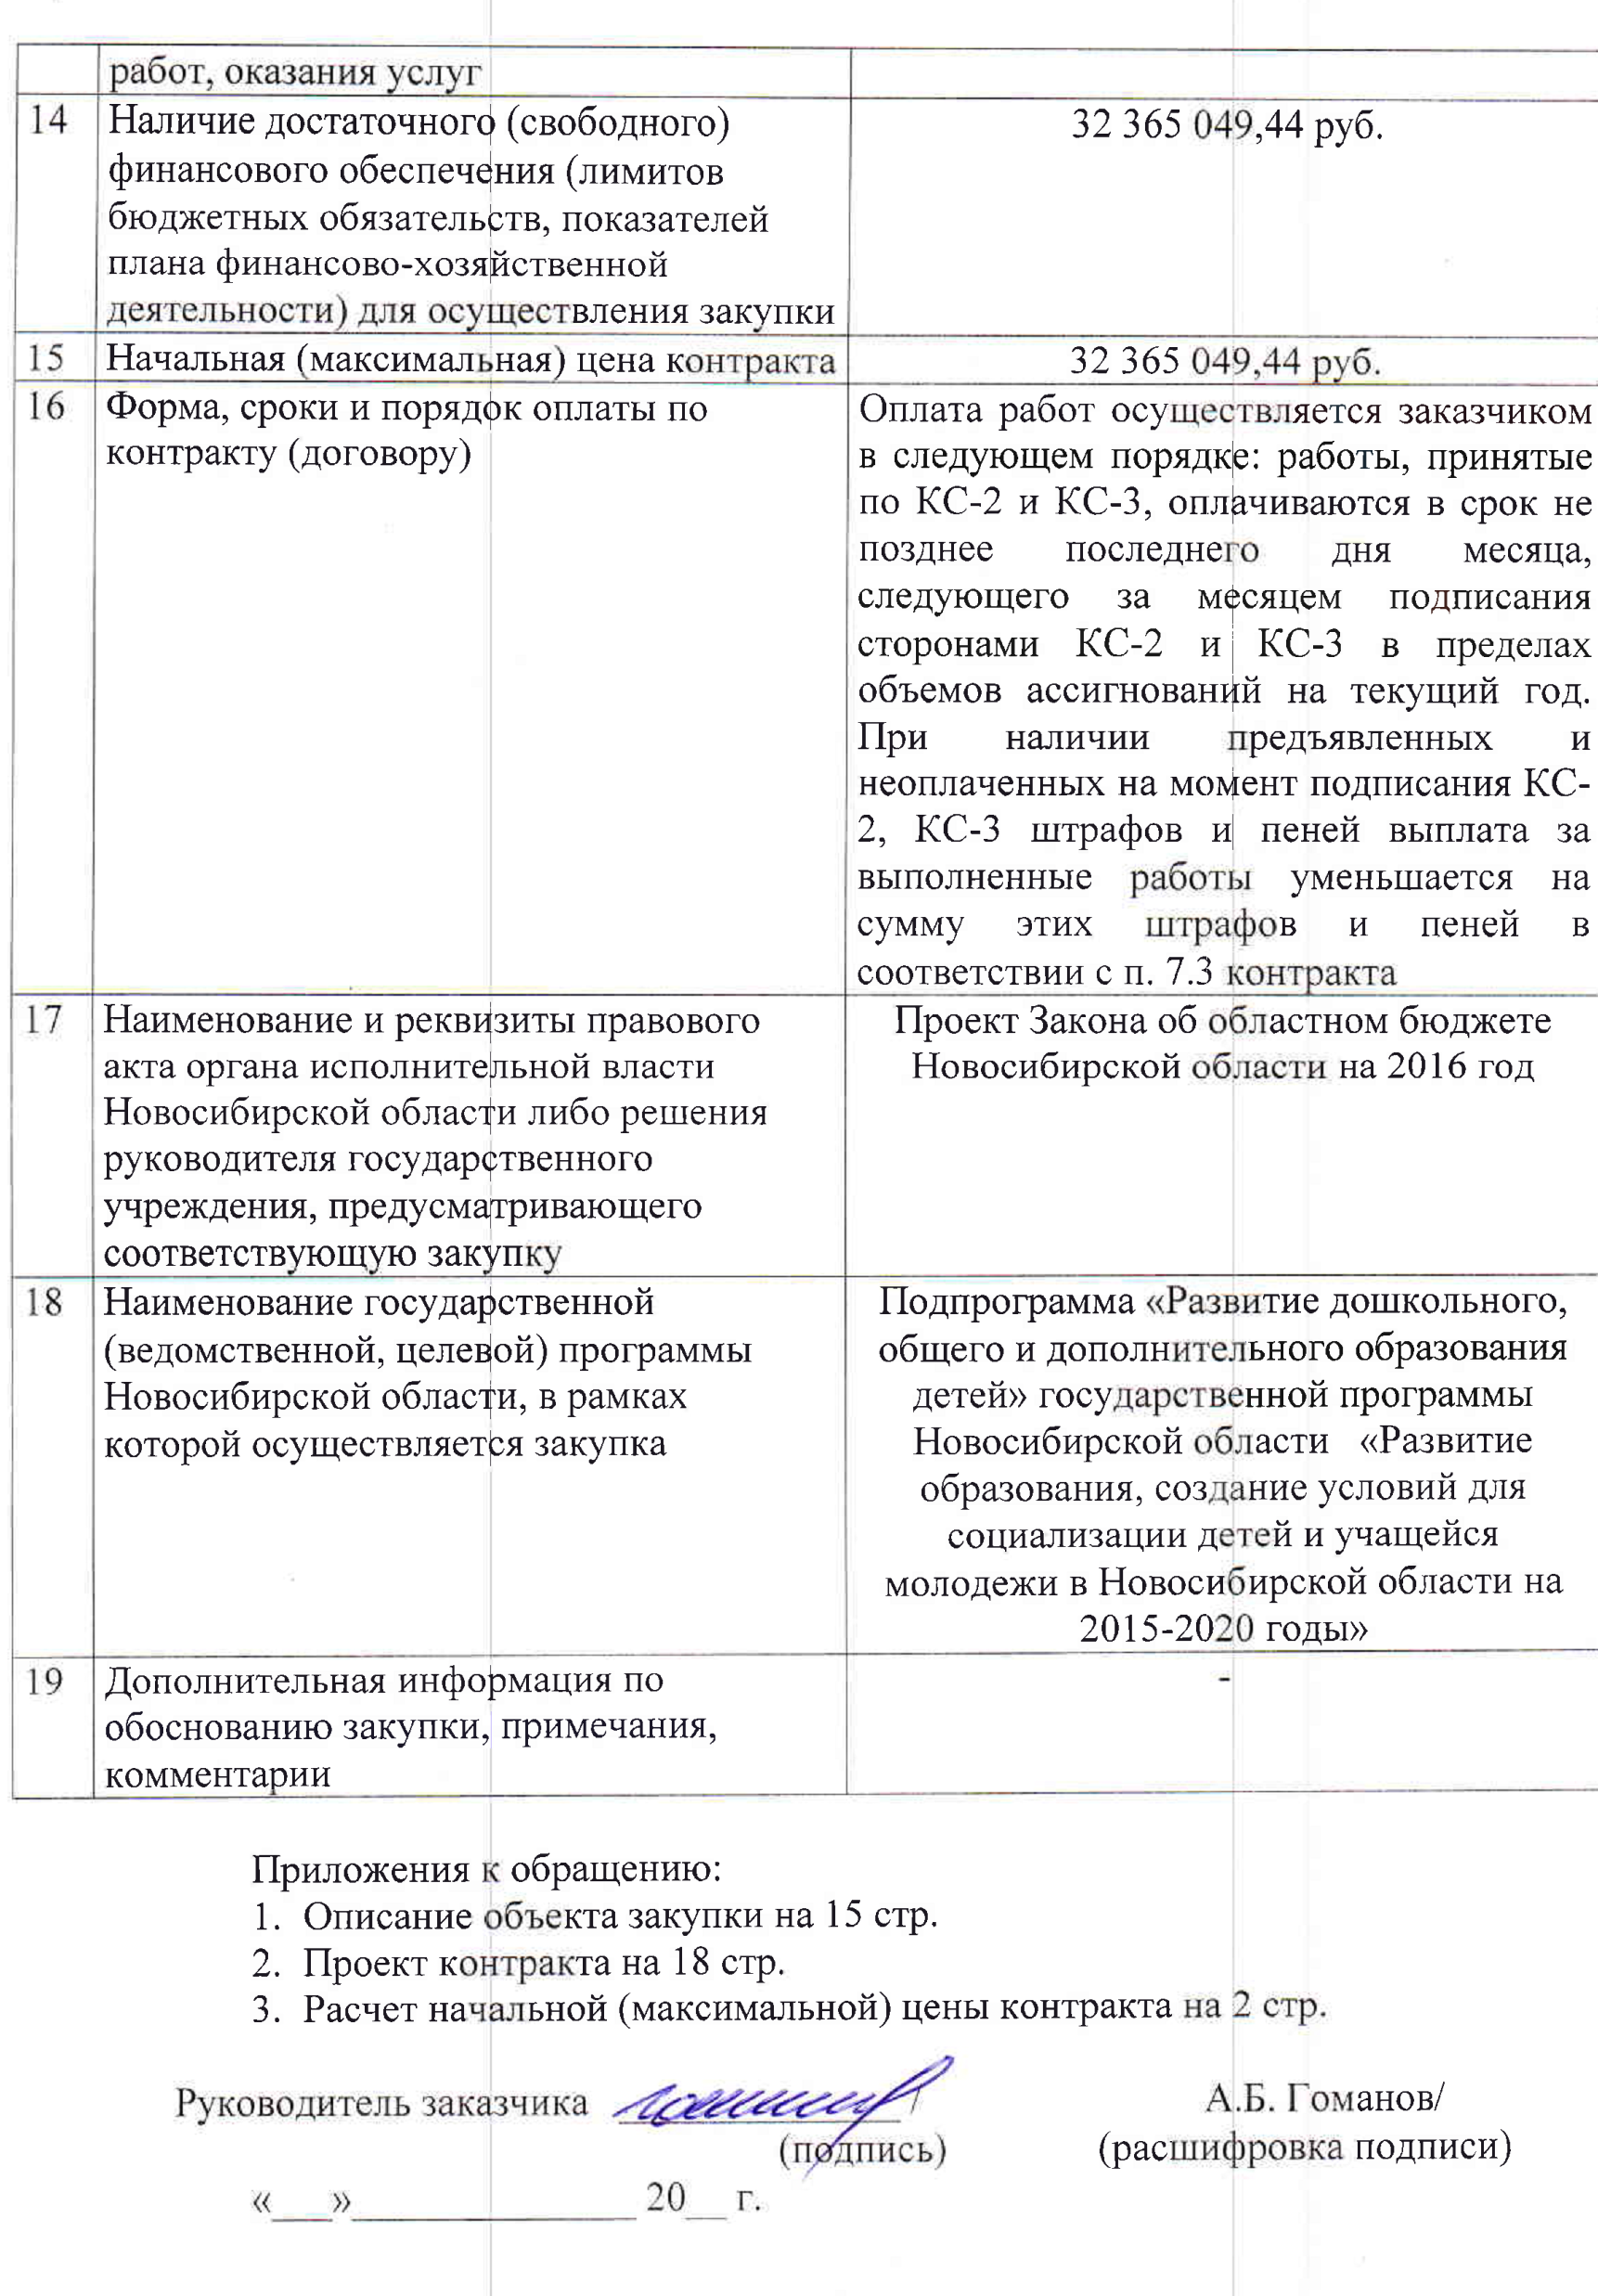 работ, оказания услуг
14 Наличие достаточного (свободного) 32 365 049,44 руб.
финансового обеспечения (лимитов
бюджетных обязательств, показателей
плана финансово-хозяйственной
деятельности) для осуществления закупки
15 Начальная (максимальная) цена контракта 32 365 049,44 руб.
16 Форма, сроки и порядок оплаты по
контракту (договору)
Оплата работ осуществляется заказчиком
в следующем порядке: работы, принятые
по КС-2 и КС-3, оплачиваются в срок не
позднее последнего дня месяца,
следующего за месяцем подписания
сторонами КС-2 и КС-3 в пределах
объемов ассигнований на текущий год.
При наличии предъявленных и
неоплаченных на момент подписания КС-
2, КС-3 штрафов и пеней выплата за
выполненные работы уменьшается на
сумму этих штрафов и пеней в
соответствии с п. 7.3 контракта
17 Наименование и реквизиты правового
акта органа исполнительной власти
Новосибирской области либо решения
руководителя государственного
учреждения, предусматривающего
соответствующую закупку
Проект Закона об областном бюджете
Новосибирской области на 2016 год
18 Наименование государственной
(ведомственной, целевой) программы
Новосибирской области, в рамках
которой осуществляется закупка
Подпрограмма «Развитие дошкольного,
общего и дополнительного образования
детей» государственной программы
Новосибирской области «Развитие
образования, создание условий для
социализации детей и учащейся
молодежи в Новосибирской области на
2015-2020 годы»
19 Дополнительная информация по -
обоснованию закупки, примечания,
комментарии
Приложения к обращению:
1. Описание объекта закупки на 15 стр.
2. Проект контракта на 18 стр.
3. Расчет начальной (максимальной) цены контракта на 2 стр.
Руководитель заказчика ____________/ А.Б. Гоманов/
(подпись) (расшифровка подписи)
«___»______________ 20__ г.